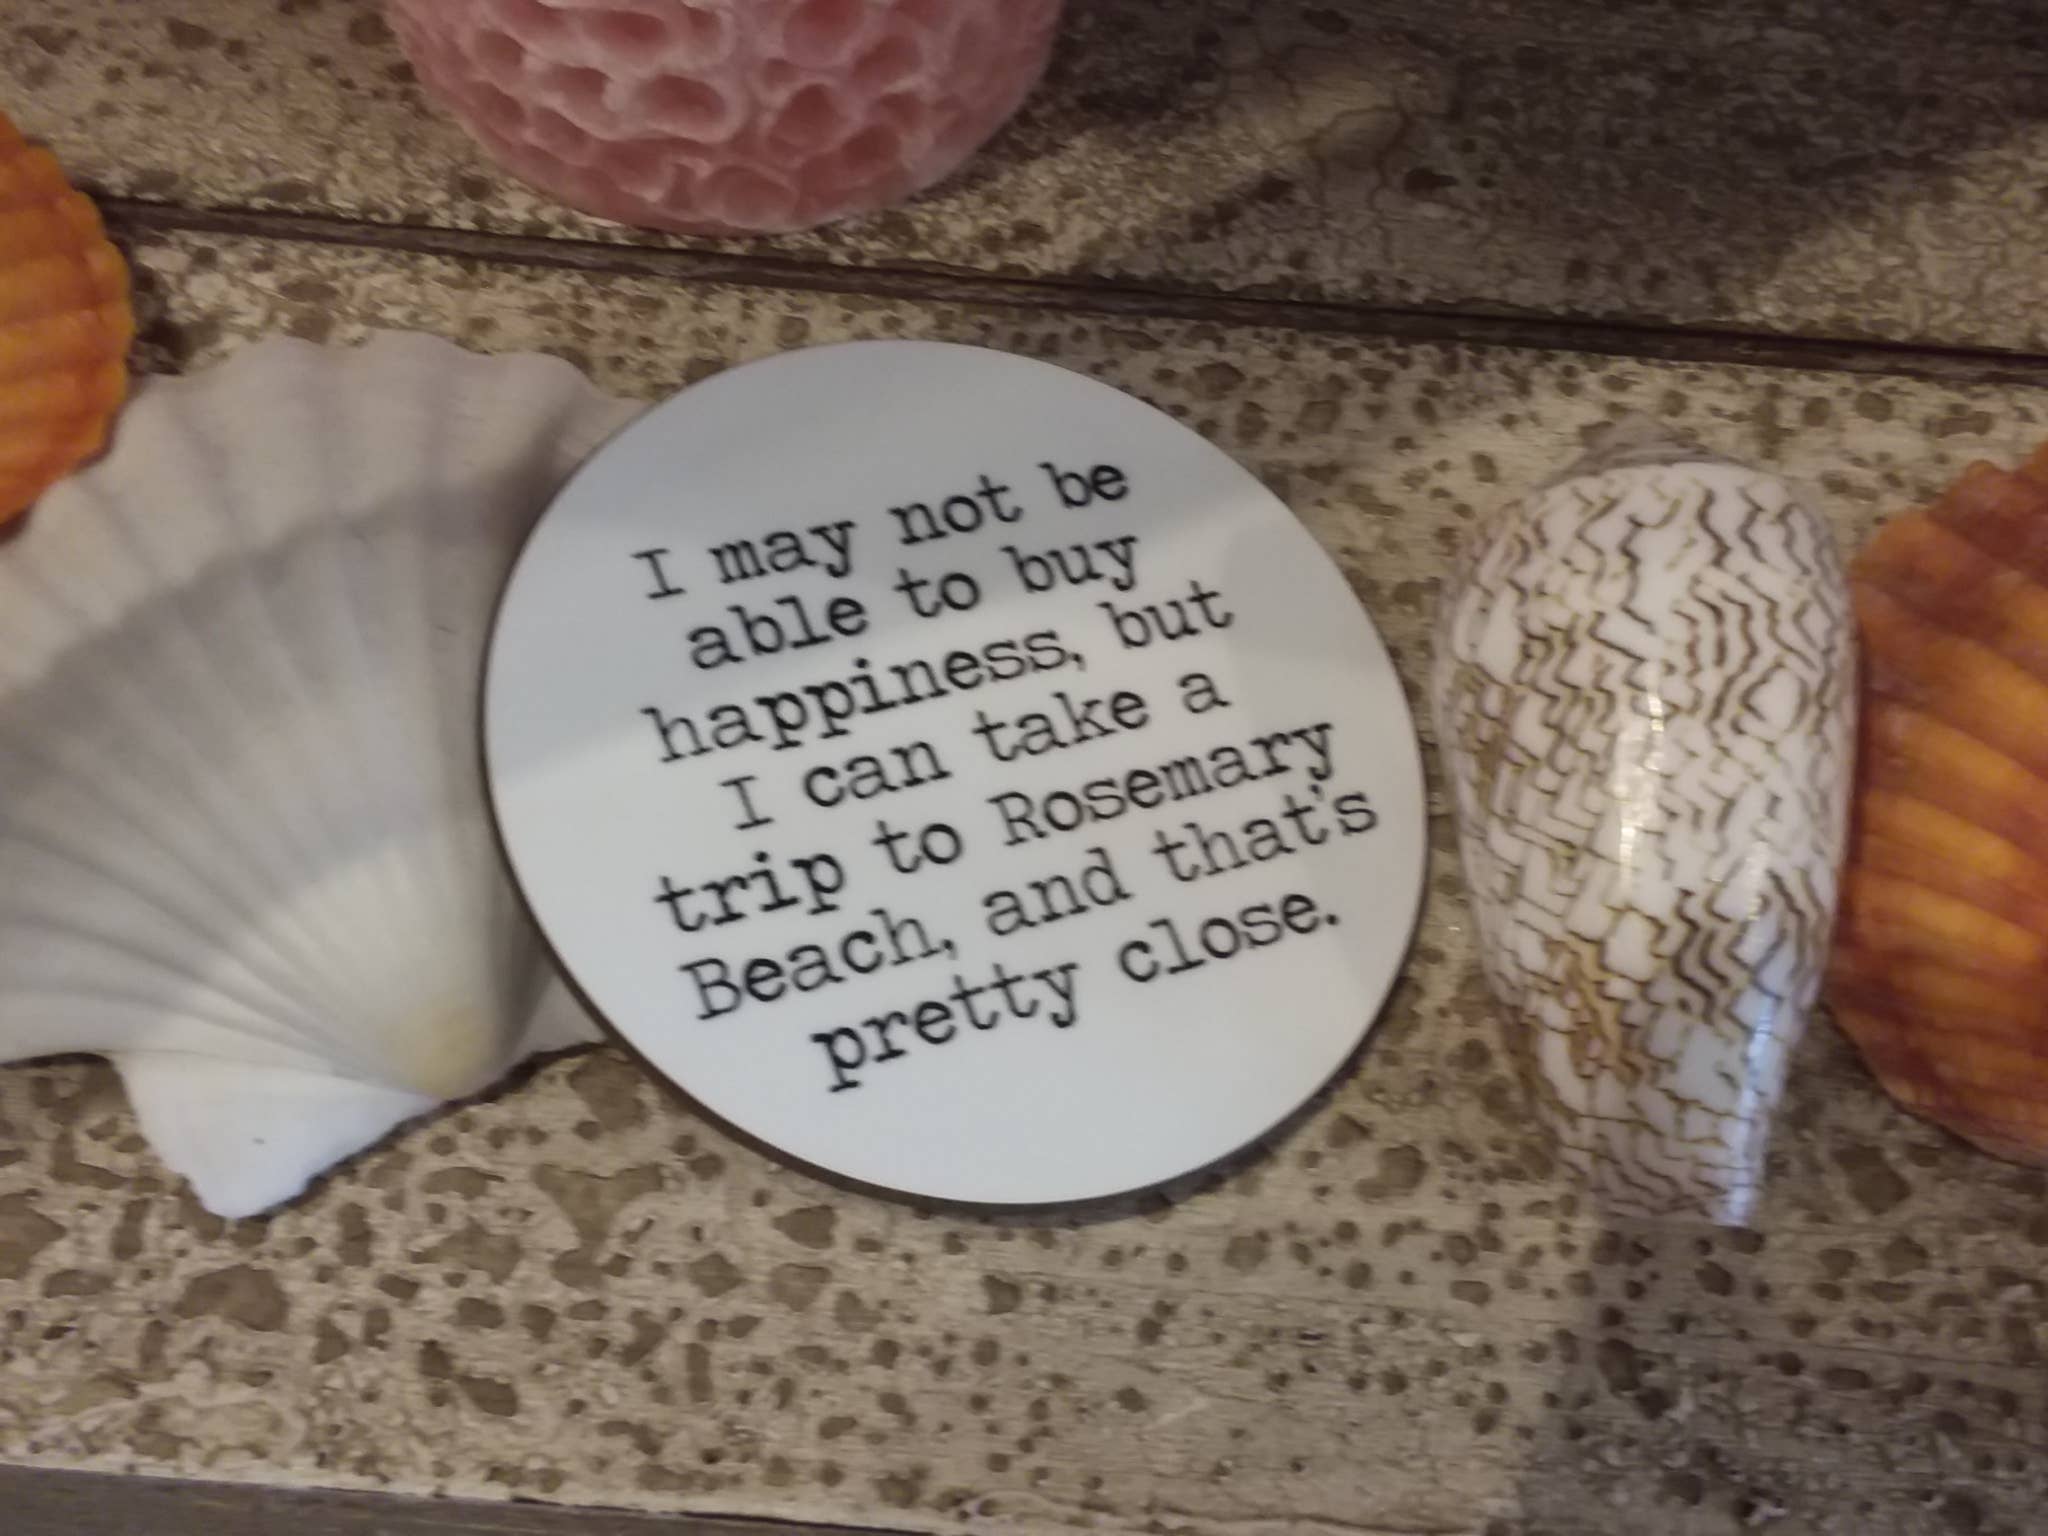 I may not be
able to buy
happiness, but
I can take a
trip to Rosemary
Beach, and that's
pretty close.